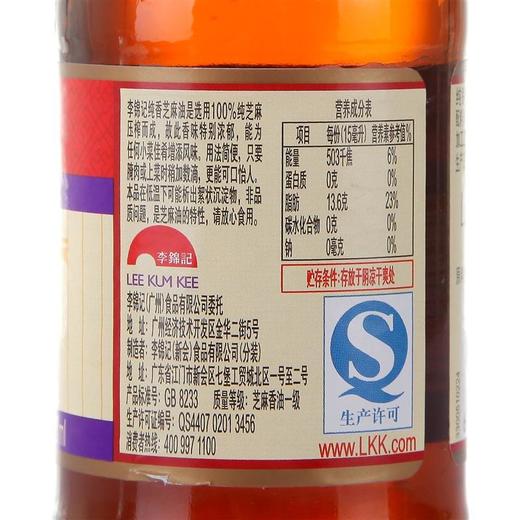 李锦记纯香芝麻油是选用100%纯芝麻
压榨而成，故此香味特别浓郁，能为
任何小菜佳肴增添风味。用法简便，只要
腌肉或上菜时稍加数滴，更能可口怡人。
本品在低温下可能析出絮状沉淀物，非品
质问题，是芝麻油的特性，请放心食用。
李錦記
LEE KUM KEE
李锦记(广州)食品有限公司委托
广州经济技术开发区金华二街5号
制造者: 李锦记(新会)食品有限公司(分装)
广东省江门市新会区七堡工贸城北区一号至二号
产品标准号: GB 8233 质量等级: 芝麻香油一级
生产许可证编号: QS4407 0201 3456
消费者热线: 400 997 1100
营养成分表
项目 每份(15毫升) 营养素参考值%
能量 503千焦 6%
蛋白质 0克 0%
脂肪 13.6克 23%
碳水化合物 0克 0%
钠 0毫克 0%
贮存条件: 存放于阴凉干爽处
QS
生产许可
www.LKK.com
ml